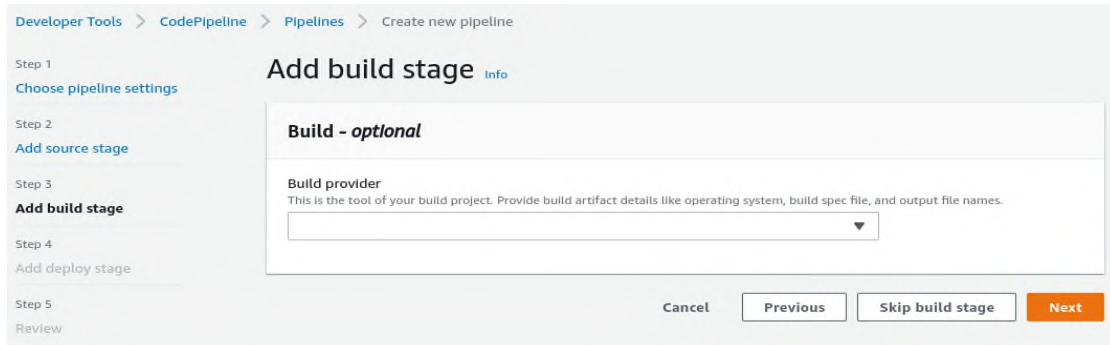 Developer Tools > CodePipeline > Pipelines > Create new pipeline
Step 1
Choose pipeline settings
Step 2
Add source stage
Step 3
Add build stage
Step 4
Add deploy stage
Step 5
Review
Add build stage Info
Build - optional
Build provider
This is the tool of your build project. Provide build artifact details like operating system, build spec file, and output file names.
Cancel Previous Skip build stage Next